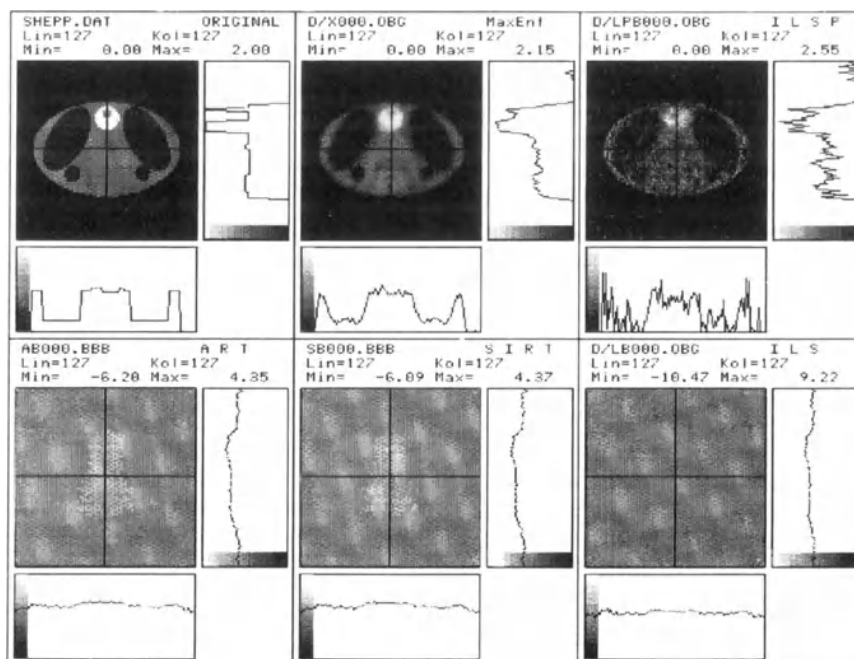 SHEPP.DAT ORIGINAL
Lin=127 Kol=127
Min= 0.00 Max= 2.00
D/X000.OBG MaxEnt
Lin=127 Kol=127
Min= 0.00 Max= 2.15
D/LPB000.OBG I L S P
Lin=127 Kol=127
Min= 0.00 Max= 2.55
AB000.BBB A R T
Lin=127 Kol=127
Min= -6.20 Max= 4.35
SB000.BBB S I R T
Lin=127 Kol=127
Min= -6.09 Max= 4.37
D/LB000.OBG I L S
Lin=127 Kol=127
Min= -10.47 Max= 9.22